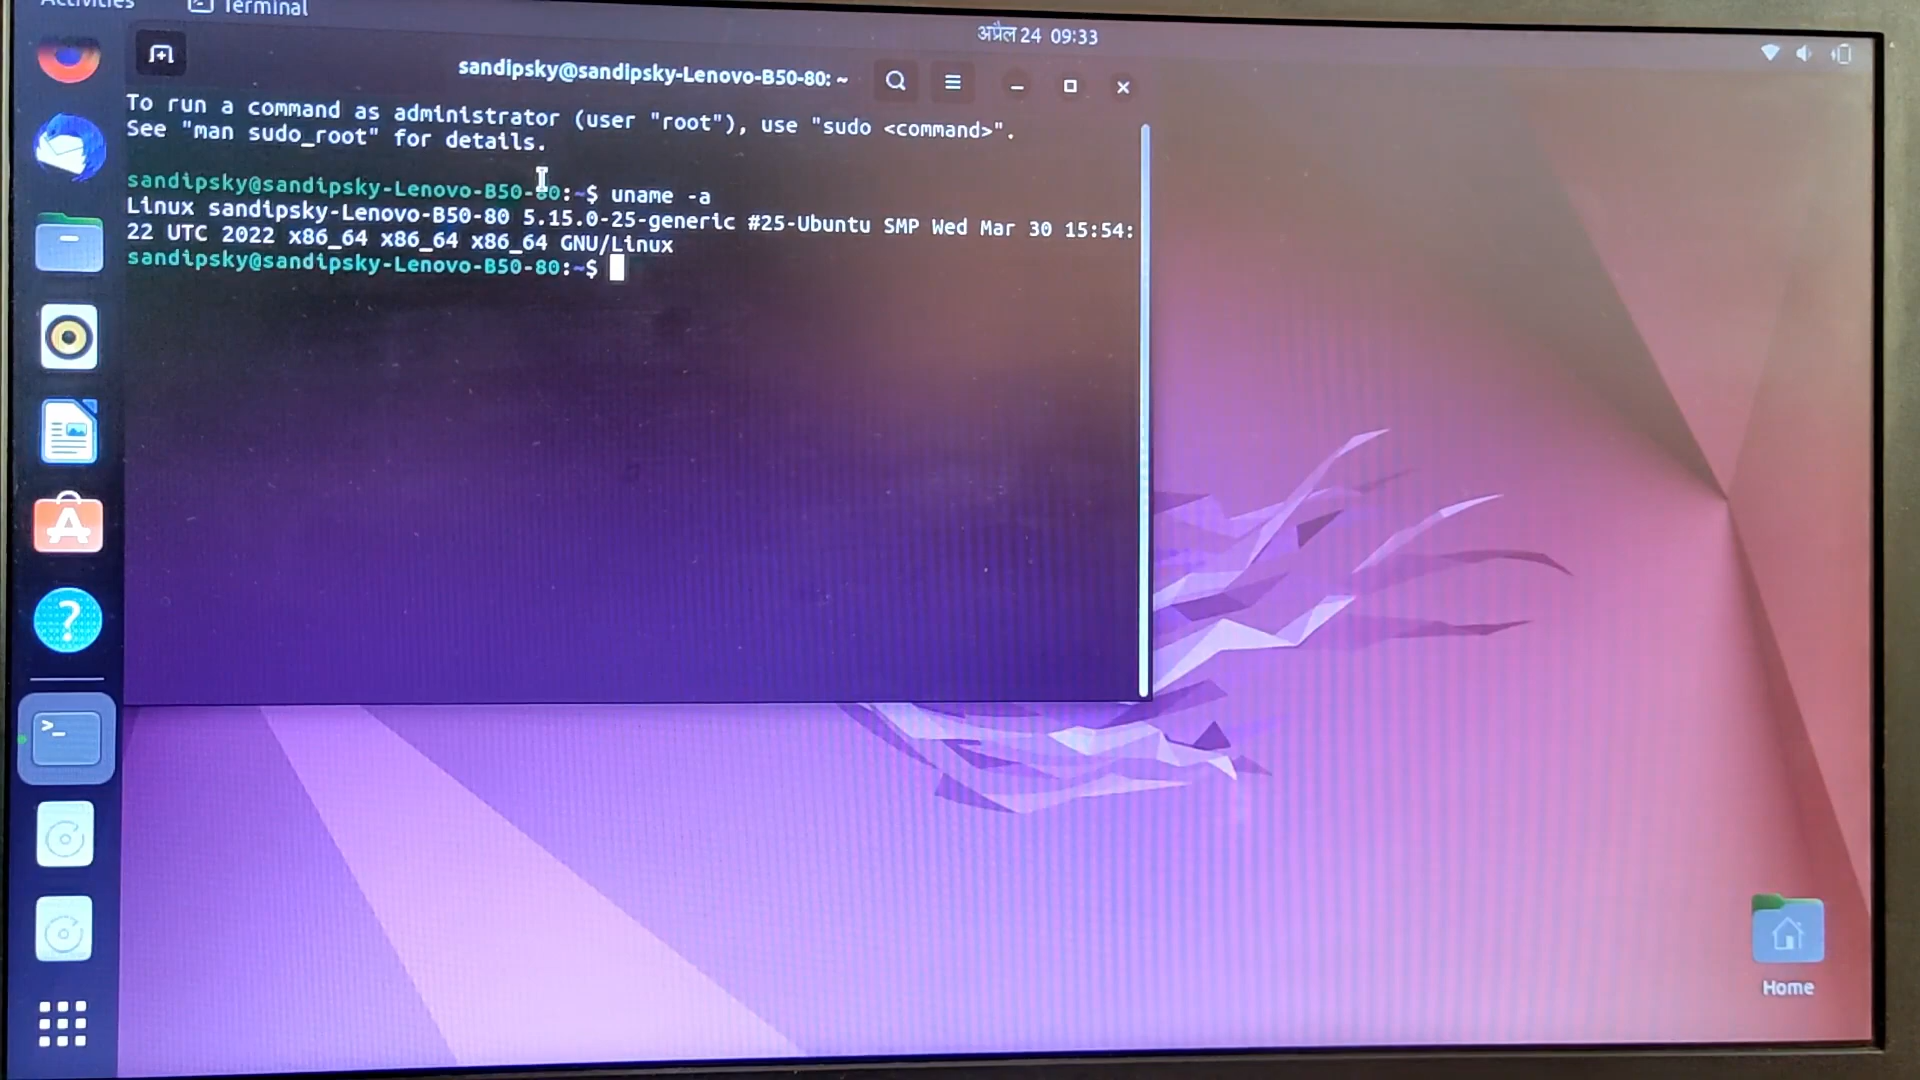 Activities Terminal
अप्रैल 24 09:33
sandipsky@sandipsky-Lenovo-B50-80: ~
To run a command as administrator (user "root"), use "sudo <command>".
See "man sudo_root" for details.
sandipsky@sandipsky-Lenovo-B50-80:~$ uname -a
Linux sandipsky-Lenovo-B50-80 5.15.0-25-generic #25-Ubuntu SMP Wed Mar 30 15:54:
22 UTC 2022 x86_64 x86_64 x86_64 GNU/Linux
sandipsky@sandipsky-Lenovo-B50-80:~$
Home